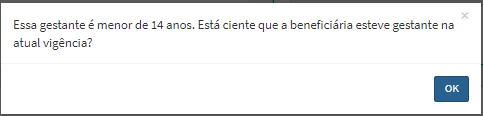 Essa gestante é menor de 14 anos. Está ciente que a beneficiária esteve gestante na
atual vigência?
×
OK